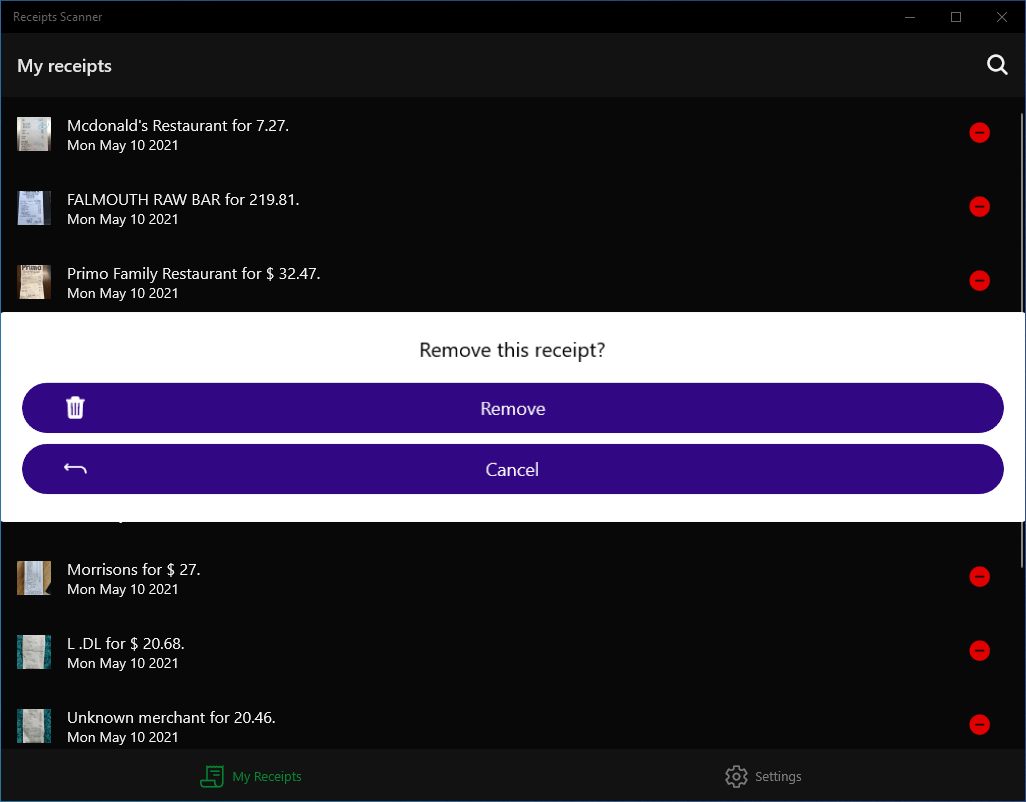 Receipts Scanner
My receipts
Mcdonald's Restaurant for 7.27.
Mon May 10 2021
FALMOUTH RAW BAR for 219.81.
Mon May 10 2021
Primo
Primo Family Restaurant for $ 32.47.
Mon May 10 2021
Remove this receipt?
Remove
Cancel
Morrisons for $ 27.
Mon May 10 2021
L .DL for $ 20.68.
Mon May 10 2021
Unknown merchant for 20.46.
Mon May 10 2021
My Receipts
Settings